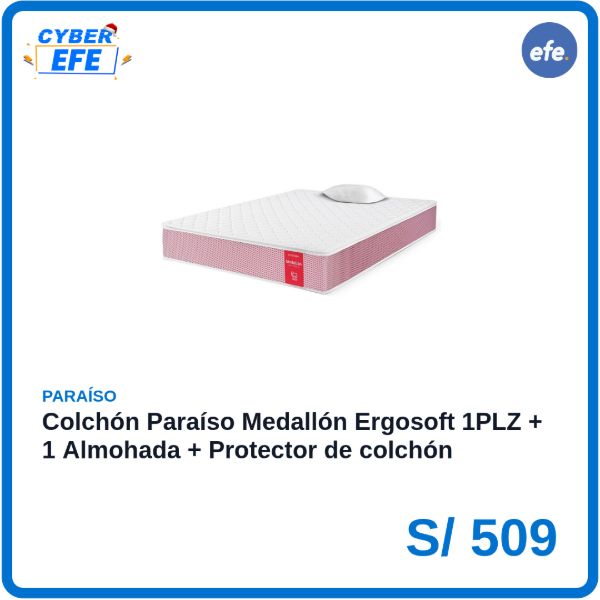 CYBER
EFE
efe.
PARAÍSO
Colchón Paraíso Medallón Ergosoft 1PLZ +
1 Almohada + Protector de colchón
S/ 509